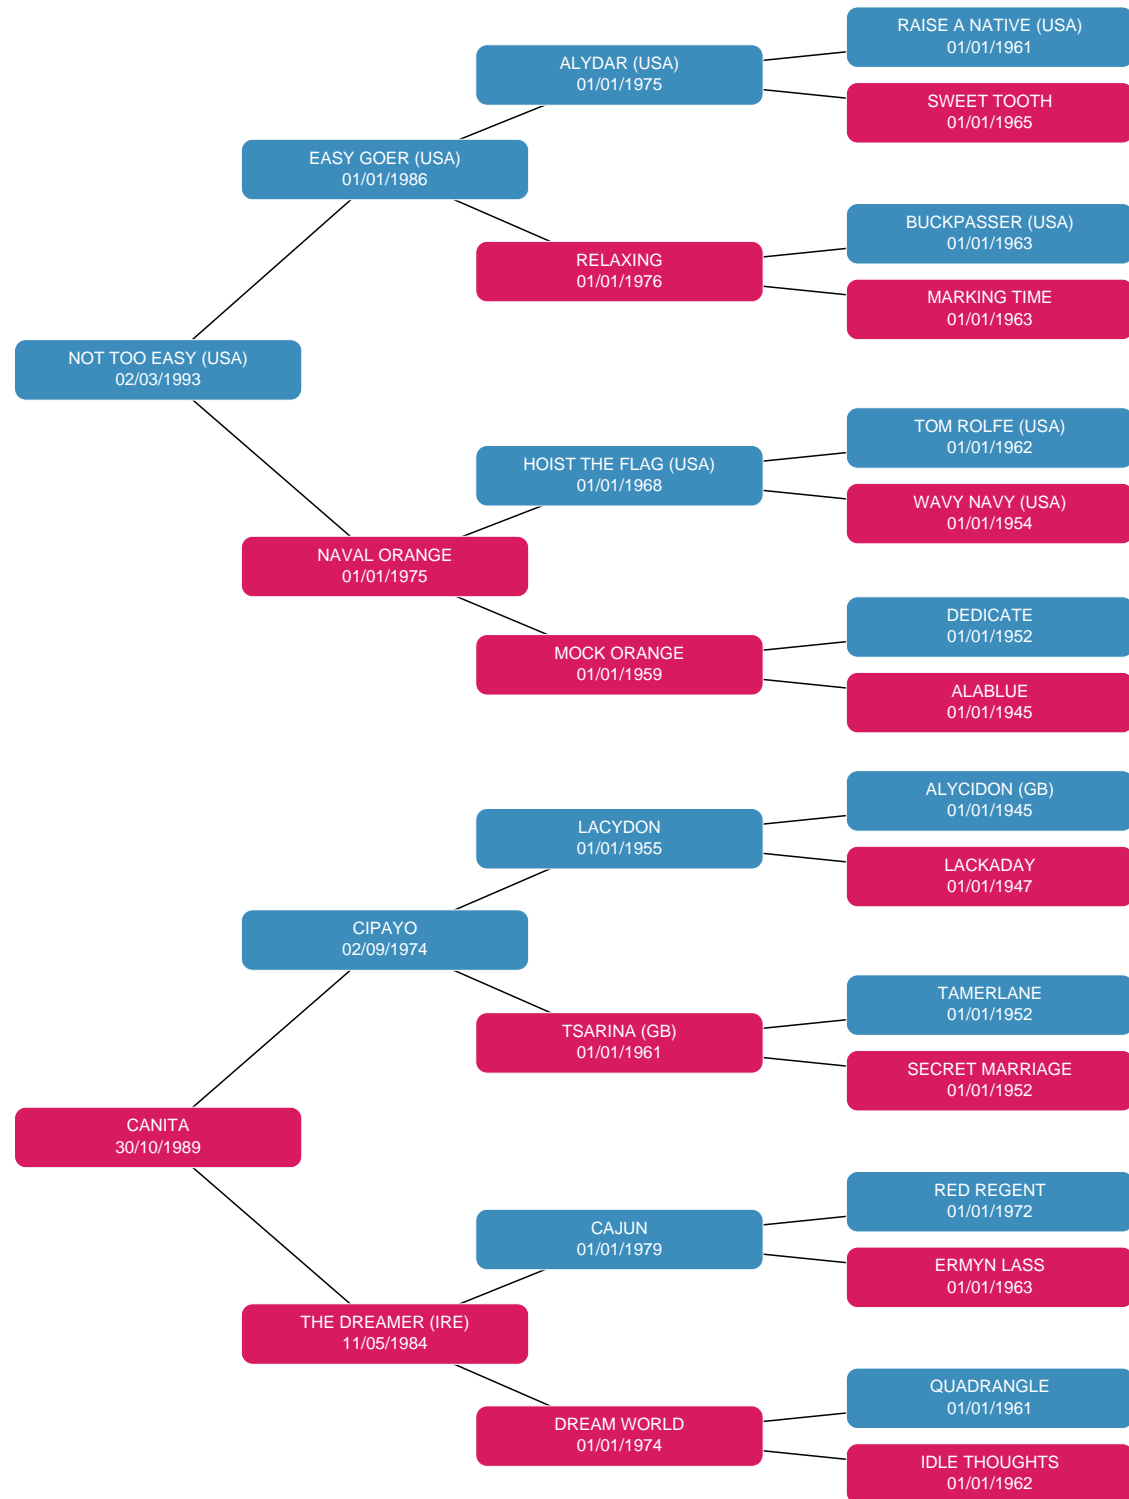 RAISE A NATIVE (USA)
01/01/1961
ALYDAR (USA)
01/01/1975
SWEET TOOTH
01/01/1965
EASY GOER (USA)
01/01/1986
BUCKPASSER (USA)
01/01/1963
RELAXING
01/01/1976
MARKING TIME
01/01/1963
NOT TOO EASY (USA)
02/03/1993
TOM ROLFE (USA)
01/01/1962
HOIST THE FLAG (USA)
01/01/1968
WAVY NAVY (USA)
01/01/1954
NAVAL ORANGE
01/01/1975
DEDICATE
01/01/1952
MOCK ORANGE
01/01/1959
ALABLUE
01/01/1945
ALYCIDON (GB)
01/01/1945
LACYDON
01/01/1955
LACKADAY
01/01/1947
CIPAYO
02/09/1974
TAMERLANE
01/01/1952
TSARINA (GB)
01/01/1961
SECRET MARRIAGE
01/01/1952
CANITA
30/10/1989
RED REGENT
01/01/1972
CAJUN
01/01/1979
ERMYN LASS
01/01/1963
THE DREAMER (IRE)
11/05/1984
QUADRANGLE
01/01/1961
DREAM WORLD
01/01/1974
IDLE THOUGHTS
01/01/1962